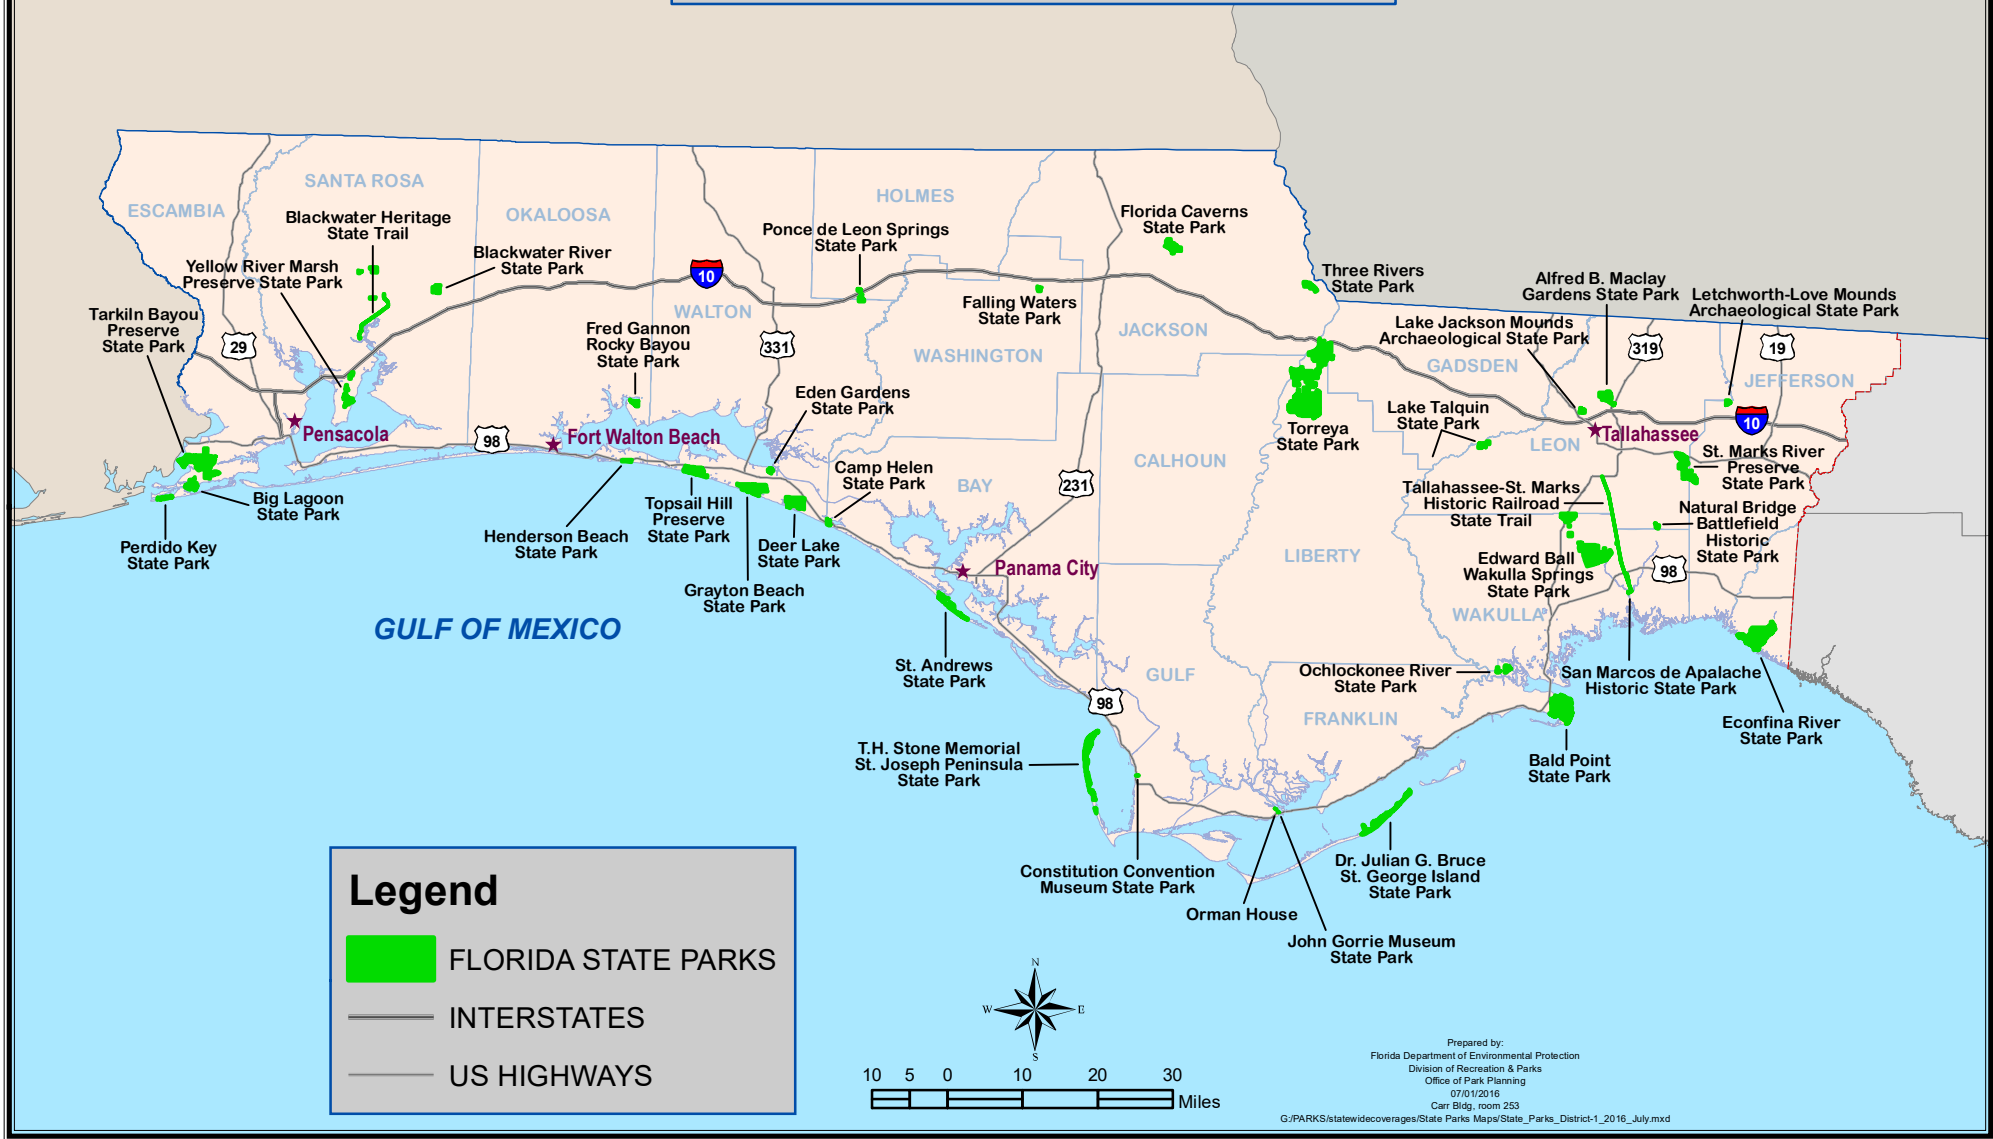 SANTA ROSA
ESCAMBIA
OKALOOSA
HOLMES
WALTON
WASHINGTON
JACKSON
BAY
CALHOUN
GULF
LIBERTY
FRANKLIN
GADSDEN
LEON
WAKULLA
JEFFERSON
Blackwater Heritage
State Trail
Blackwater River
State Park
Yellow River Marsh
Preserve State Park
Tarkiln Bayou
Preserve
State Park
Fred Gannon
Rocky Bayou
State Park
Ponce de Leon Springs
State Park
Florida Caverns
State Park
Falling Waters
State Park
Three Rivers
State Park
Alfred B. Maclay
Gardens State Park
Letchworth-Love Mounds
Archaeological State Park
Lake Jackson Mounds
Archaeological State Park
Eden Gardens
State Park
Lake Talquin
State Park
Torreya
State Park
St. Marks River
Preserve
State Park
Camp Helen
State Park
Big Lagoon
State Park
Perdido Key
State Park
Henderson Beach
State Park
Topsail Hill
Preserve
State Park
Deer Lake
State Park
Grayton Beach
State Park
Tallahassee-St. Marks
Historic Railroad
State Trail
Natural Bridge
Battlefield
Historic
State Park
Edward Ball
Wakulla Springs
State Park
St. Andrews
State Park
Ochlockonee River
State Park
San Marcos de Apalache
Historic State Park
Econfina River
State Park
Bald Point
State Park
T.H. Stone Memorial
St. Joseph Peninsula
State Park
Constitution Convention
Museum State Park
Orman House
John Gorrie Museum
State Park
Dr. Julian G. Bruce
St. George Island
State Park
Pensacola
Fort Walton Beach
Panama City
Tallahassee
29
10
331
98
231
98
319
19
10
98
GULF OF MEXICO
Legend
FLORIDA STATE PARKS
INTERSTATES
US HIGHWAYS
N
W E
S
10 5 0 10 20 30
Miles
Prepared by:
Florida Department of Environmental Protection
Division of Recreation & Parks
Office of Park Planning
07/01/2016
Carr Bldg, room 253
G:/PARKS/statewidecoverages/State Parks Maps/State_Parks_District-1_2016_July.mxd